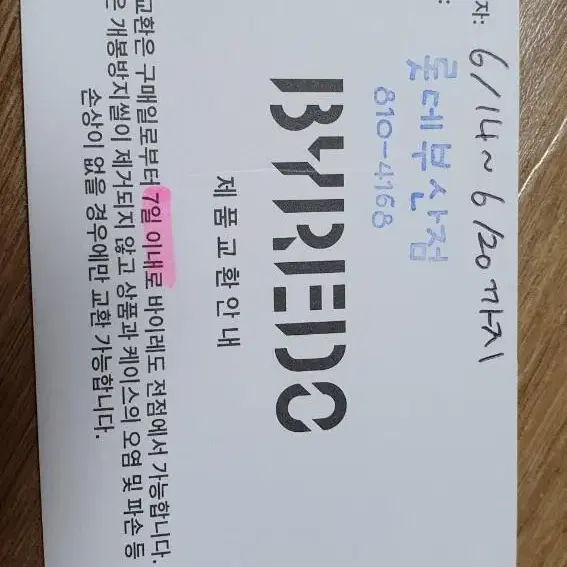 자: 6/14~6/20까지
:
롯데부산점
810-4168
BYREDO
제품교환안내
교환은 구매일로부터 7일 이내로 바이레도 전점에서 가능합니다.
은 개봉방지씰이 제거되지 않고 상품과 케이스의 오염 및 파손 등
손상이 없을 경우에만 교환 가능합니다.